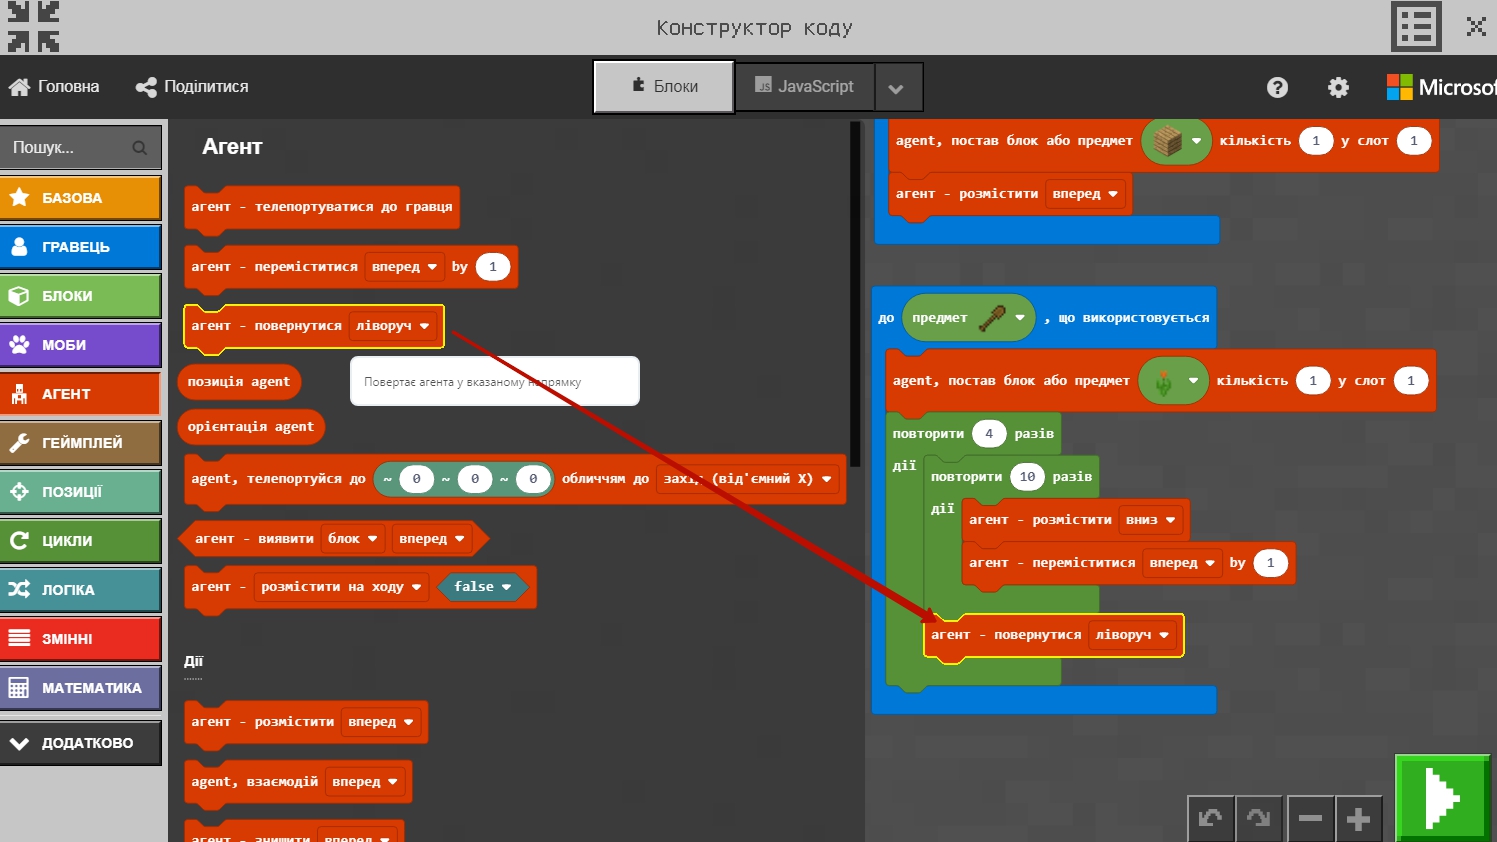 Конструктор коду
Головна
Поділитися
Блоки
JS JavaScript
?
Microsof
Пошук...
БАЗОВА
ГРАВЕЦЬ
БЛОКИ
МОБИ
АГЕНТ
ГЕЙМПЛЕЙ
ПОЗИЦІЇ
ЦИКЛИ
ЛОГІКА
ЗМІННІ
МАТЕМАТИКА
ДОДАТКОВО
Агент
агент - телепортуватися до гравця
агент - переміститися вперед by 1
агент - повернутися ліворуч
позиція agent
Повертає агента у вказаному напрямку
орієнтація agent
agent, телепортуйся до ~ 0 ~ 0 ~ 0 обличчям до захід (від'ємний X)
агент - виявити блок вперед
агент - розмістити на ходу false
Дії
агент - розмістити вперед
agent, взаємодій вперед
агент - знищити вперед
agent, постав блок або предмет кількість 1 у слот 1
агент - розмістити вперед
до предмет , що використовується
agent, постав блок або предмет кількість 1 у слот 1
повторити 4 разів
дії
повторити 10 разів
дії
агент - розмістити вниз
агент - переміститися вперед by 1
агент - повернутися ліворуч